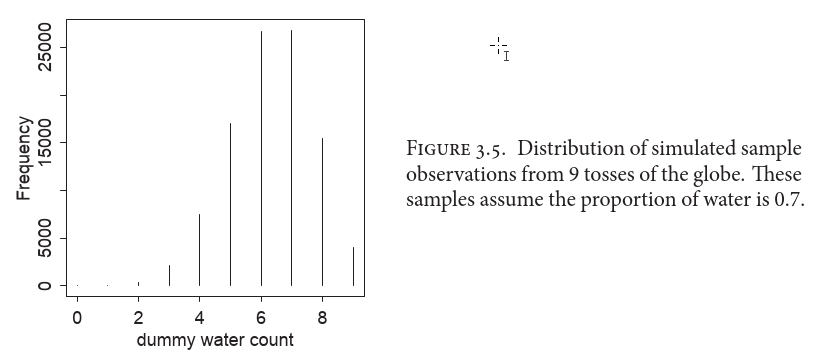 25000
15000
5000
0
Frequency
0 2 4 6 8
dummy water count
Figure 3.5. Distribution of simulated sample
observations from 9 tosses of the globe. These
samples assume the proportion of water is 0.7.